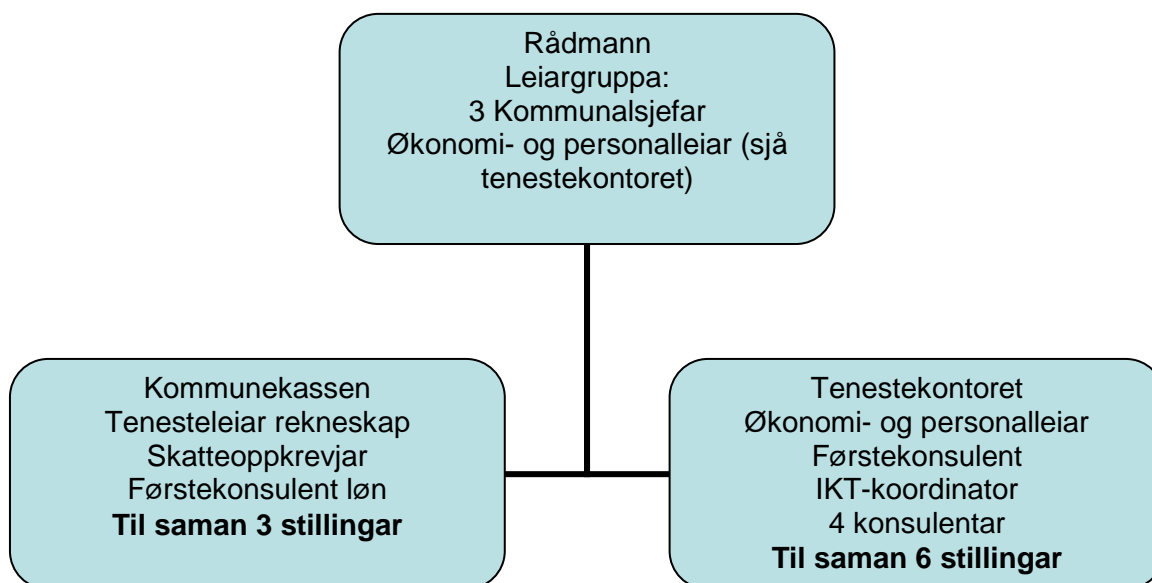 Rådmann
Leiargruppa:
3 Kommunalsjefar
Økonomi- og personalleiar (sjå
tenestekontoret)
Kommunekassen
Tenesteleiar rekneskap
Skatteoppkrevjar
Førstekonsulent løn
Til saman 3 stillingar
Tenestekontoret
Økonomi- og personalleiar
Førstekonsulent
IKT-koordinator
4 konsulentar
Til saman 6 stillingar